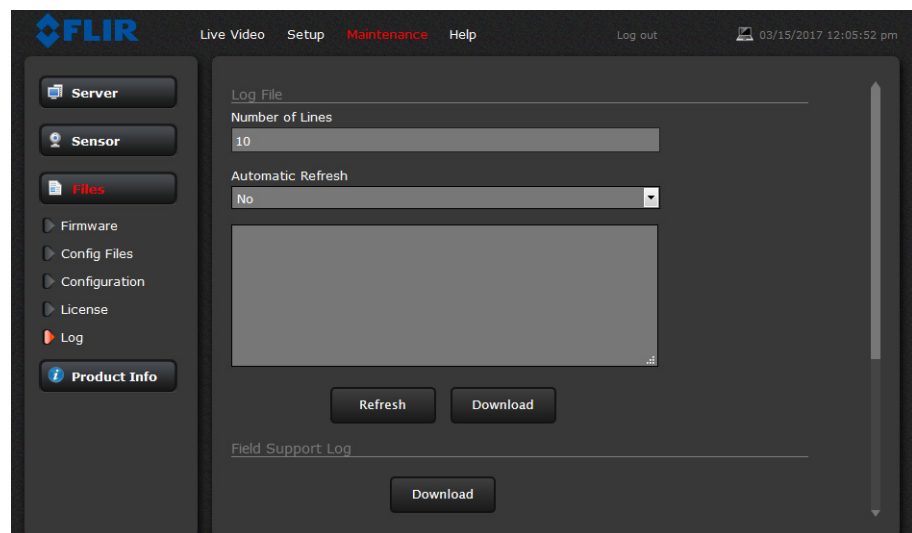 FLIR
Live Video Setup Maintenance Help Log out 03/15/2017 12:05:52 pm
Server
Sensor
Files
Firmware
Config Files
Configuration
License
Log
Product Info
Log File
Number of Lines
10
Automatic Refresh
No
Refresh Download
Field Support Log
Download